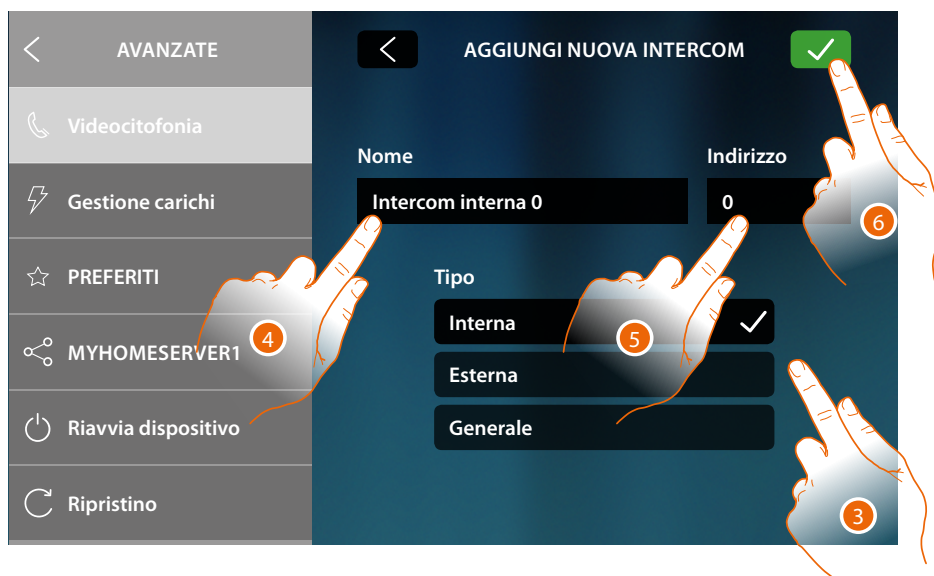 AVANZATE
Videocitofonia
Gestione carichi
PREFERITI
MYHOMESERVER1
Riavvia dispositivo
Ripristino
AGGIUNGI NUOVA INTERCOM
Nome
Indirizzo
Intercom interna 0
0
Tipo
Interna
Esterna
Generale
4
5
6
3